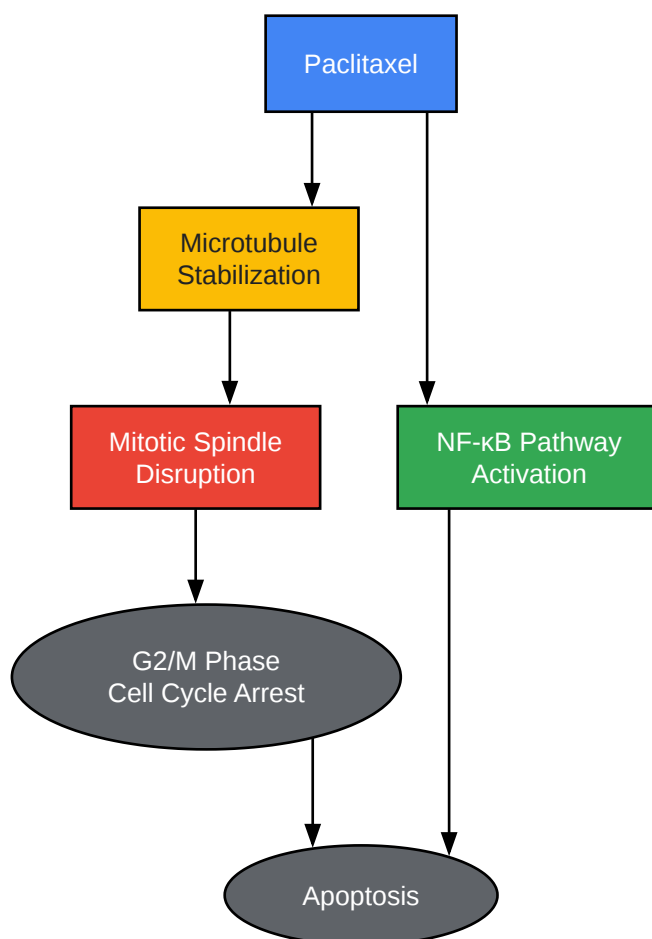 Paclitaxel
Microtubule
Stabilization
Mitotic Spindle
Disruption
NF-κB Pathway
Activation
G2/M Phase
Cell Cycle Arrest
Apoptosis